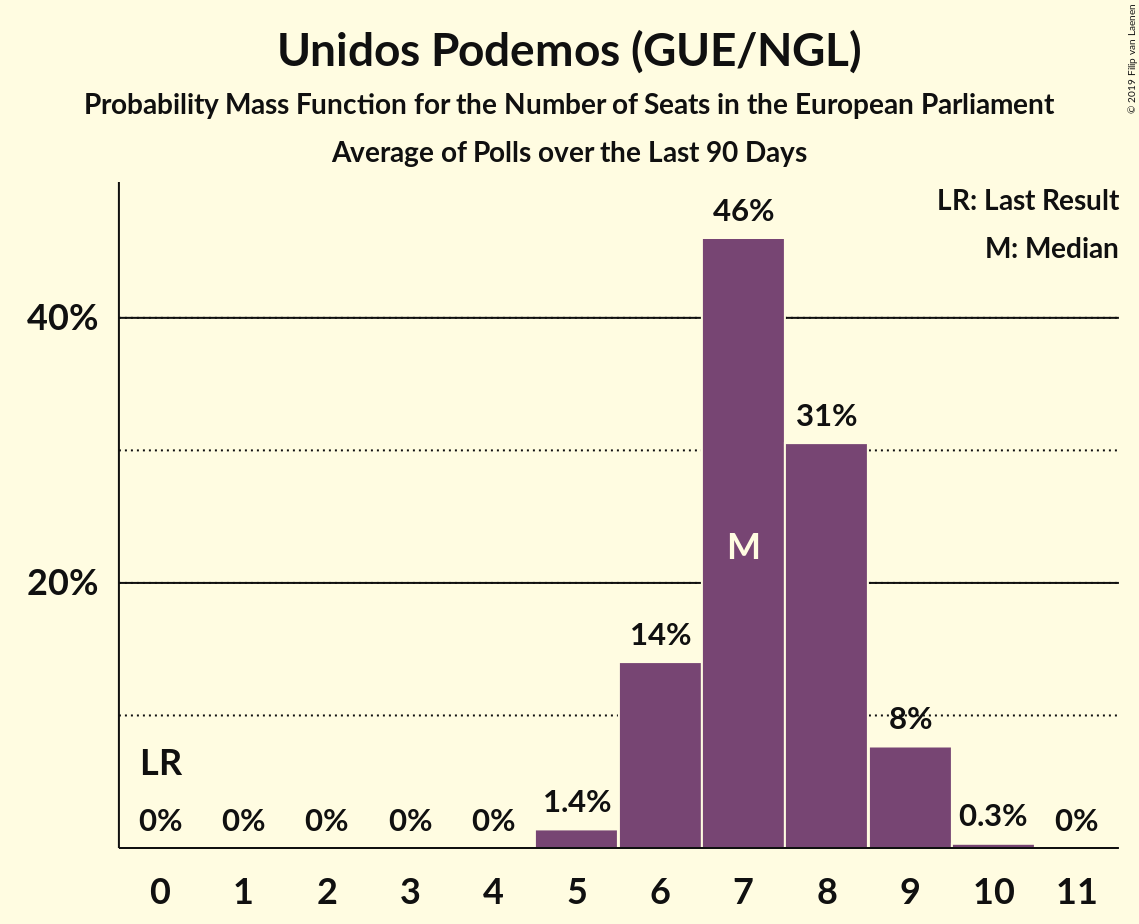 Unidos Podemos (GUE/NGL)
Probability Mass Function for the Number of Seats in the European Parliament
Average of Polls over the Last 90 Days
© 2019 Filip van Laenen
LR: Last Result
M: Median
46%
40%
31%
M
20%
14%
8%
LR
1.4%
0.3%
0% 0% 0% 0% 0% 0%
0 1 2 3 4 5 6 7 8 9 10 11